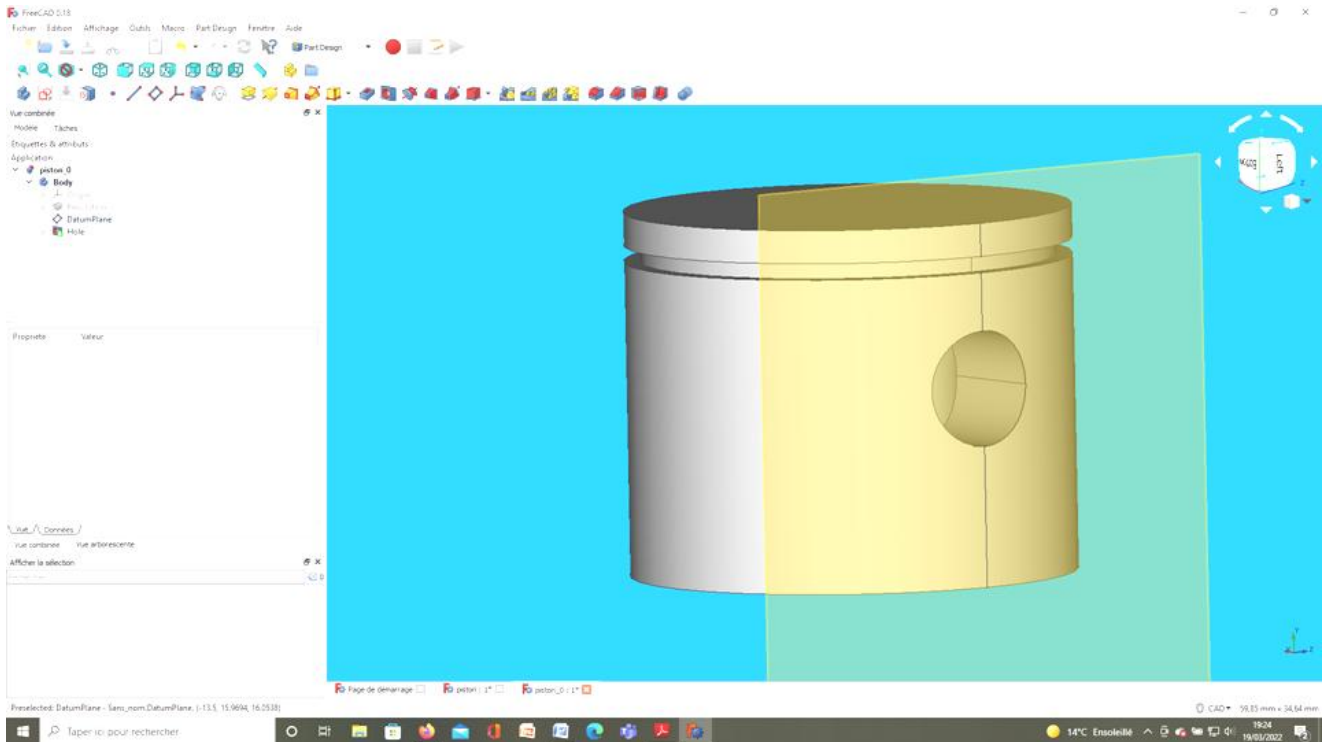 FreeCAD 0.18
Fichier Édition Affichage Outils Macro Part Design Fenêtre Aide
Part Design
Vue combinée
Modèle Tâches
Étiquettes & attributs
Application
piston_0
Body
DatumPlane
Hole
Propriété Valeur
Vue Données
Vue combinée Vue arborescente
Afficher la sélection
0
Left
Y
Z
Z
Page de démarrage
piston : 1*
piston_0 : 1*
Preselected: DatumPlane - Sans_nom.DatumPlane. (-13.5, 15.9694, 16.0538)
CAD 59,85 mm x 34,64 mm
Taper ici pour rechercher
14°C Ensoleillé
19:24
19/03/2022
2